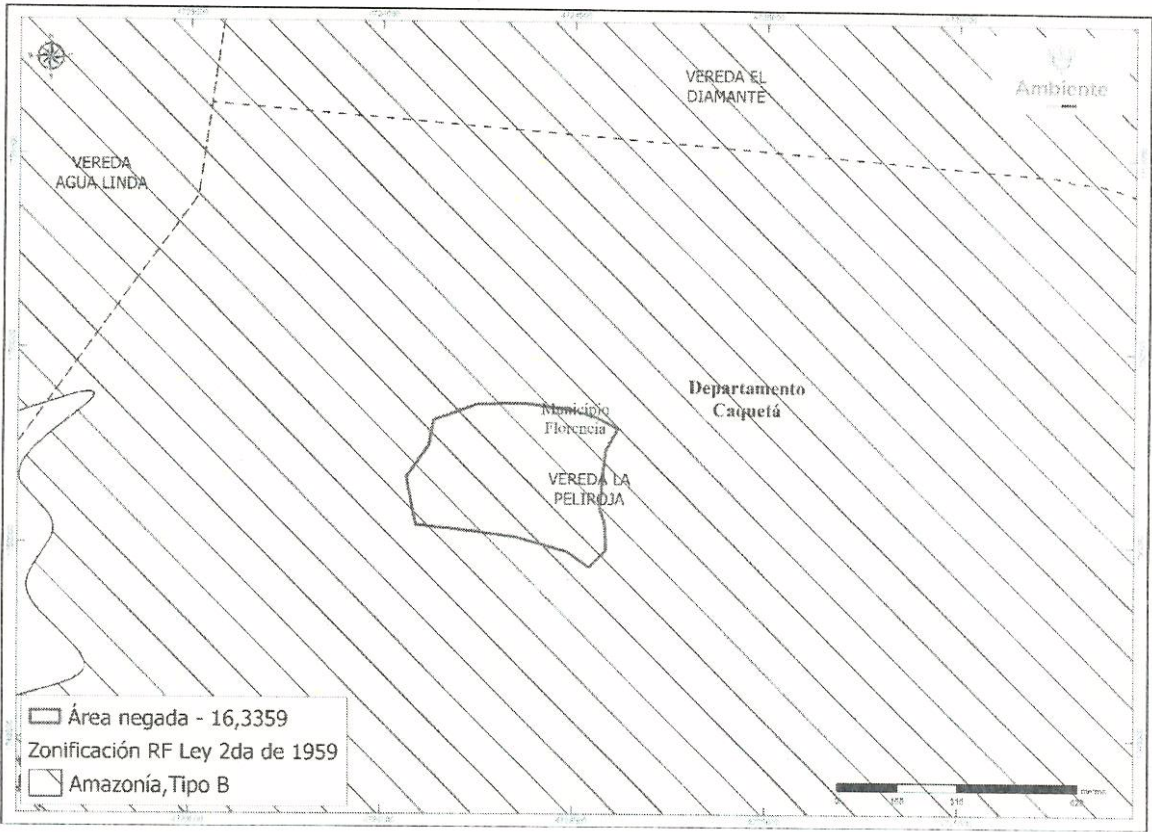 VEREDA EL
DIAMANTE
Ambiente
VEREDA
AGUA LINDA
Departamento
Caquetá
Municipio
Florencia
VEREDA LA
PELIROJA
Área negada - 16,3359
Zonificación RF Ley 2da de 1959
Amazonía,Tipo B